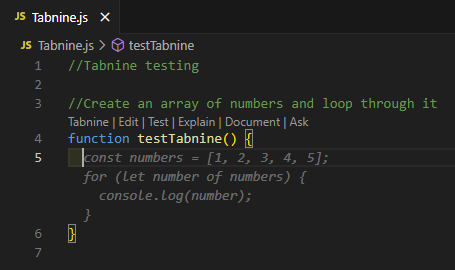 JS Tabnine.js ×
JS Tabnine.js > testTabnine
1 //Tabnine testing
2
3 //Create an array of numbers and loop through it
Tabnine | Edit | Test | Explain | Document | Ask
4 function testTabnine() {
5 const numbers = [1, 2, 3, 4, 5];
for (let number of numbers) {
console.log(number);
}
6 }
7